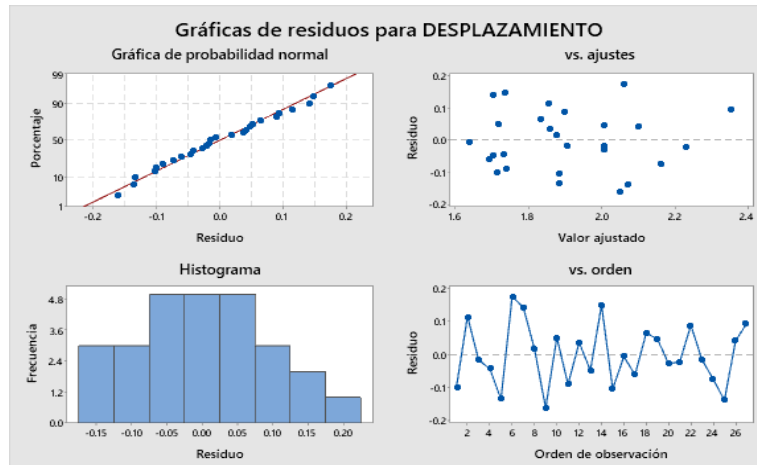 Gráficas de residuos para DESPLAZAMIENTO
Gráfica de probabilidad normal
99
90
50
10
1
Porcentaje
-0.2 -0.1 0.0 0.1 0.2
Residuo
vs. ajustes
0.2
0.1
0.0
-0.1
-0.2
Residuo
1.6 1.8 2.0 2.2 2.4
Valor ajustado
Histograma
4.8
3.6
2.4
1.2
0.0
Frecuencia
-0.15 -0.10 -0.05 0.00 0.05 0.10 0.15 0.20
Residuo
vs. orden
0.2
0.1
0.0
-0.1
-0.2
Residuo
2 4 6 8 10 12 14 16 18 20 22 24 26
Orden de observación